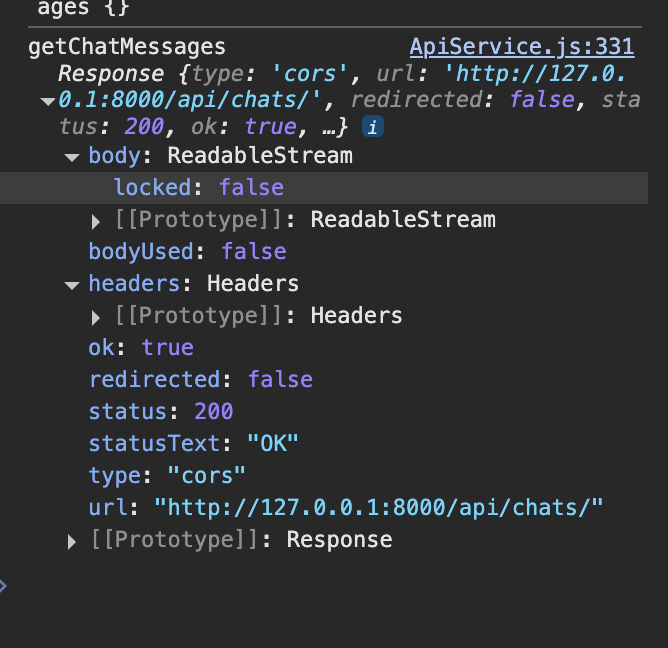 ages {}
getChatMessages ApiService.js:331
Response {type: 'cors', url: 'http://127.0.
0.1:8000/api/chats/', redirected: false, sta
tus: 200, ok: true, …} i
body: ReadableStream
locked: false
[[Prototype]]: ReadableStream
bodyUsed: false
headers: Headers
[[Prototype]]: Headers
ok: true
redirected: false
status: 200
statusText: "OK"
type: "cors"
url: "http://127.0.0.1:8000/api/chats/"
[[Prototype]]: Response